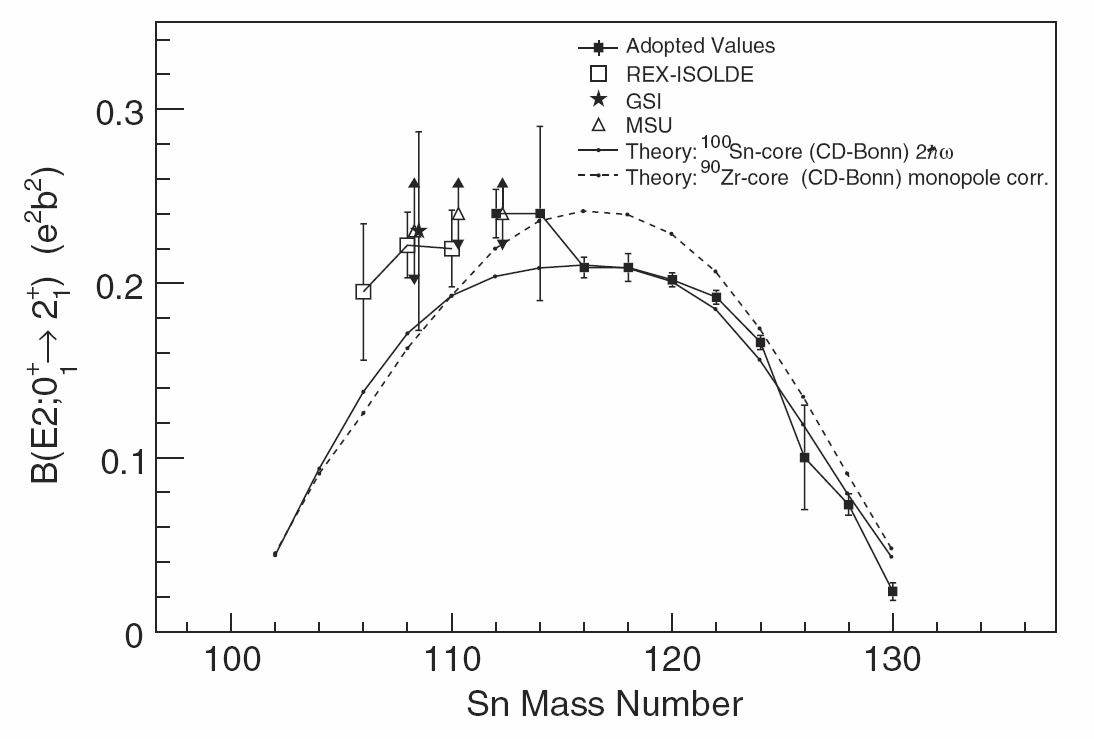 Adopted Values
REX-ISOLDE
GSI
MSU
Theory: ¹⁰⁰Sn-core (CD-Bonn) 2ħω
Theory: ⁹⁰Zr-core (CD-Bonn) monopole corr.
B(E2;0⁺₁→ 2⁺₁) (e²b²)
0.3
0.2
0.1
0
100 110 120 130
Sn Mass Number